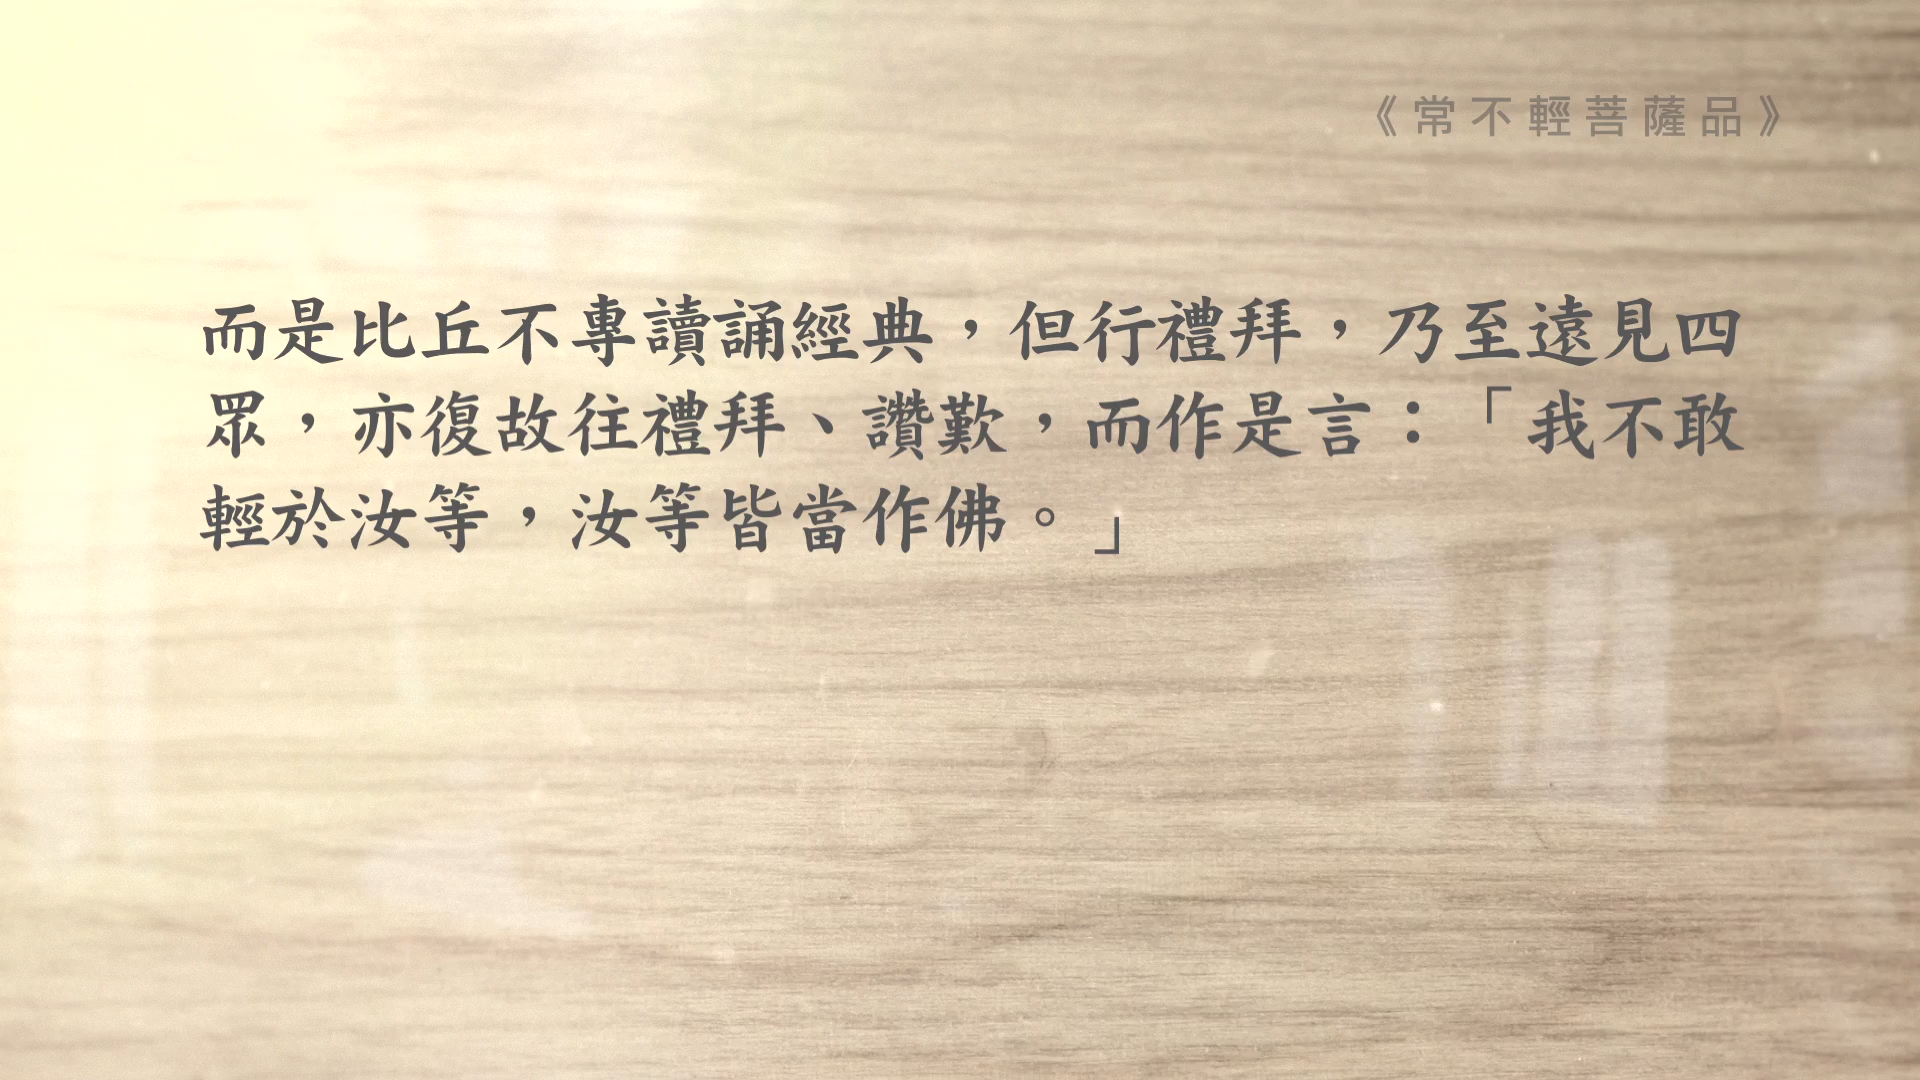 《常不輕菩薩品》
而是比丘不專讀誦經典，但行禮拜，乃至遠見四
眾，亦復故往禮拜、讚歎，而作是言：「我不敢
輕於汝等，汝等皆當作佛。」